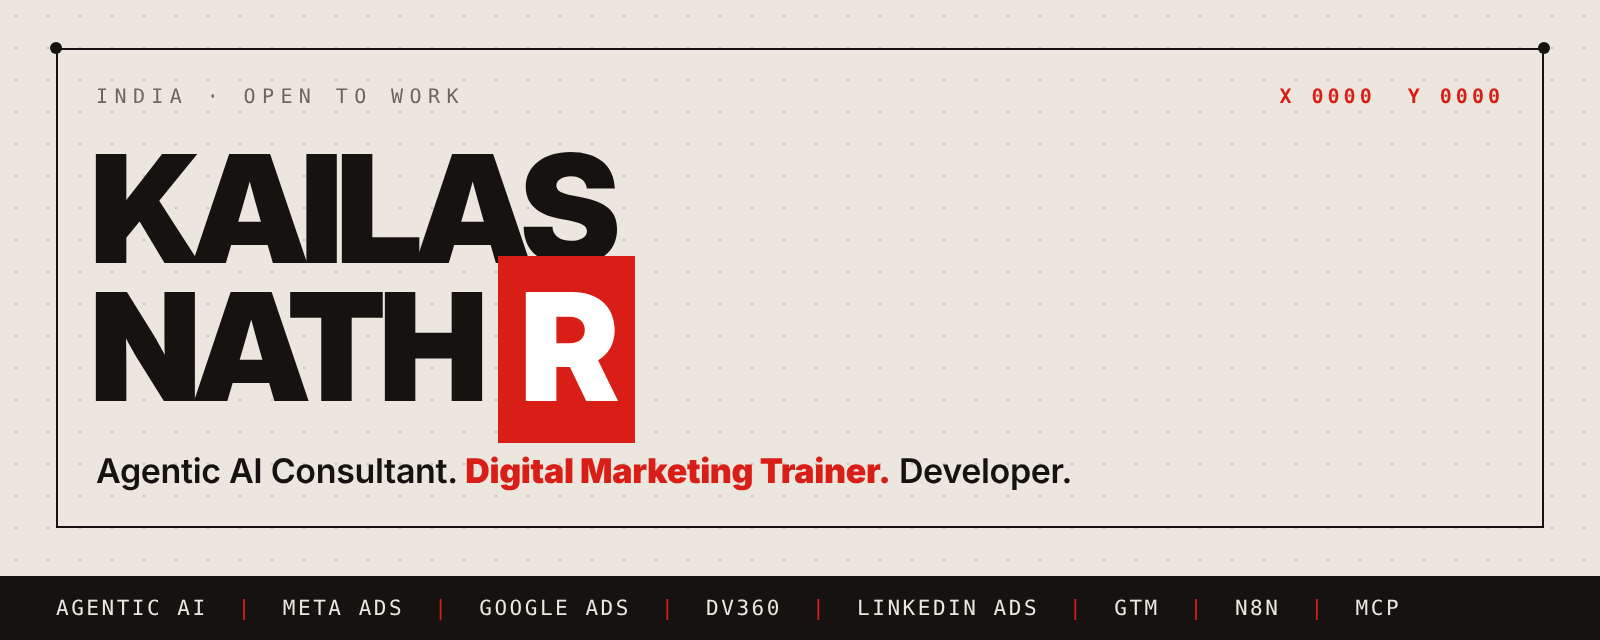 INDIA · OPEN TO WORK
X 0000 Y 0000
KAILAS
NATH R
Agentic AI Consultant. Digital Marketing Trainer. Developer.
AGENTIC AI | META ADS | GOOGLE ADS | DV360 | LINKEDIN ADS | GTM | N8N | MCP